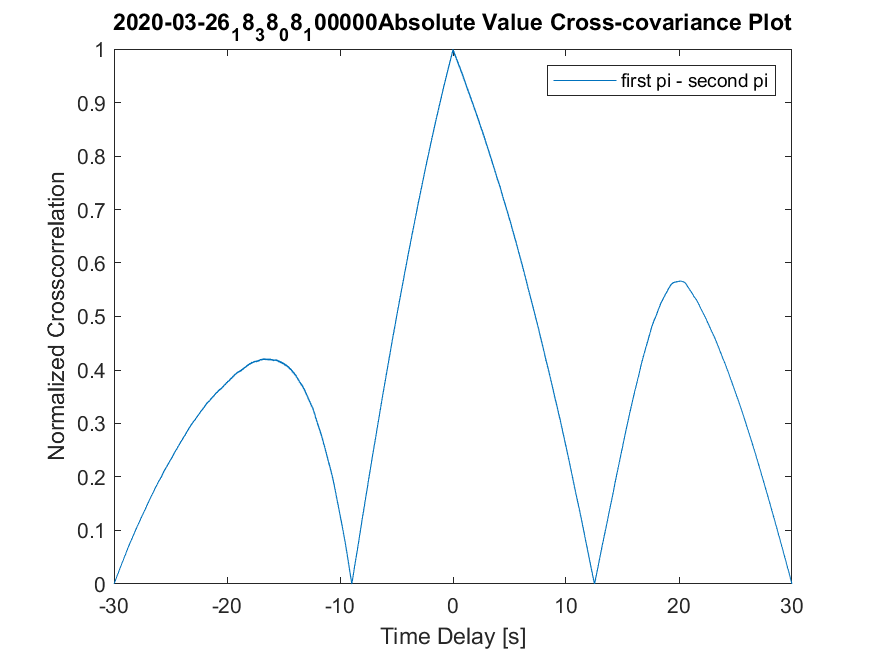 2020-03-26₁8₃8₀8₁00000Absolute Value Cross-covariance Plot
first pi - second pi
1
0.9
0.8
0.7
0.6
0.5
0.4
0.3
0.2
0.1
0
Normalized Crosscorrelation
-30 -20 -10 0 10 20 30
Time Delay [s]